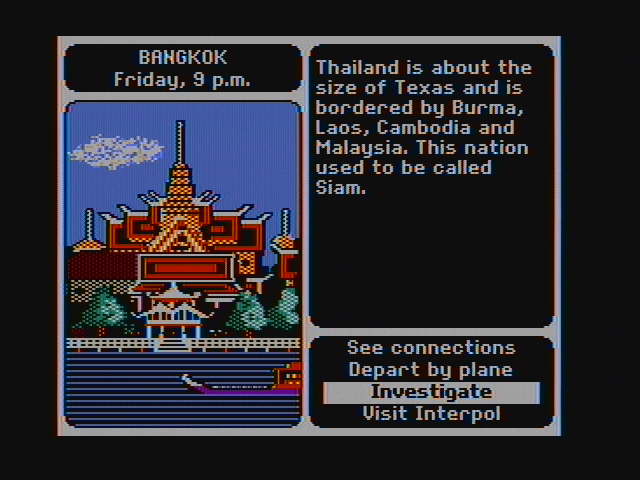 BANGKOK
Friday, 9 p.m.
Thailand is about the
size of Texas and is
bordered by Burma,
Laos, Cambodia and
Malaysia. This nation
used to be called
Siam.
See connections
Depart by plane
Investigate
Visit Interpol